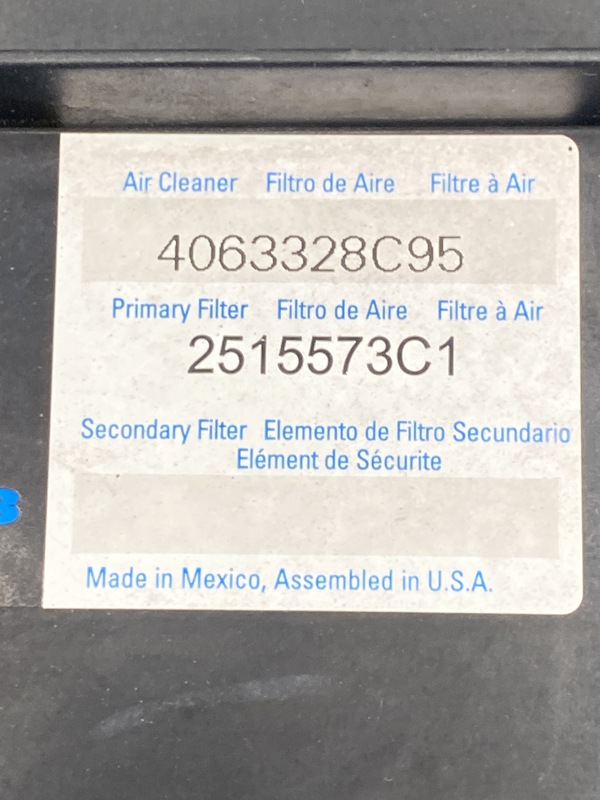 Air Cleaner Filtro de Aire Filtre à Air
4063328C95
Primary Filter Filtro de Aire Filtre à Air
2515573C1
Secondary Filter Elemento de Filtro Secundario
Elément de Sécurite
Made in Mexico, Assembled in U.S.A.